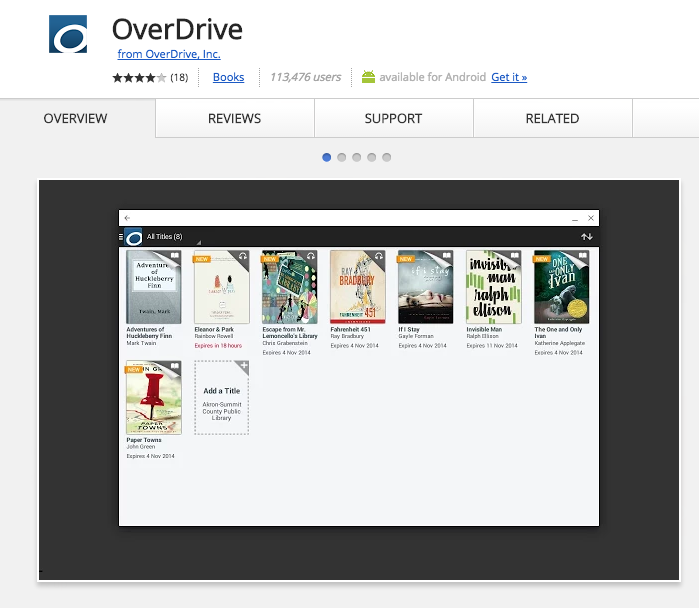 OverDrive
from OverDrive, Inc.
(18)
Books
113,476 users
available for Android
Get it »
OVERVIEW
REVIEWS
SUPPORT
RELATED
All Titles (8)
Adventures
of
Huckleberry
Finn
Twain, Mark
NEW
NEW
RAY
BRADBURY
FAHRENHEIT 451
NEW
if i stay
invisible
man
ralph
ellison
NEW
THE
ONE
AND
ONLY
Ivan
Adventures of
Huckleberry Finn
Mark Twain
Eleanor & Park
Rainbow Rowell
Expires in 18 hours
Escape from Mr.
Lemoncello's Library
Chris Grabenstein
Expires 4 Nov 2014
Fahrenheit 451
Ray Bradbury
Expires 4 Nov 2014
If I Stay
Gayle Forman
Expires 4 Nov 2014
Invisible Man
Ralph Ellison
Expires 11 Nov 2014
The One and Only
Ivan
Katherine Applegate
Expires 4 Nov 2014
NEW
PAPER
TOWNS
Paper Towns
John Green
Expires 4 Nov 2014
Add a Title
Akron-Summit
County Public
Library